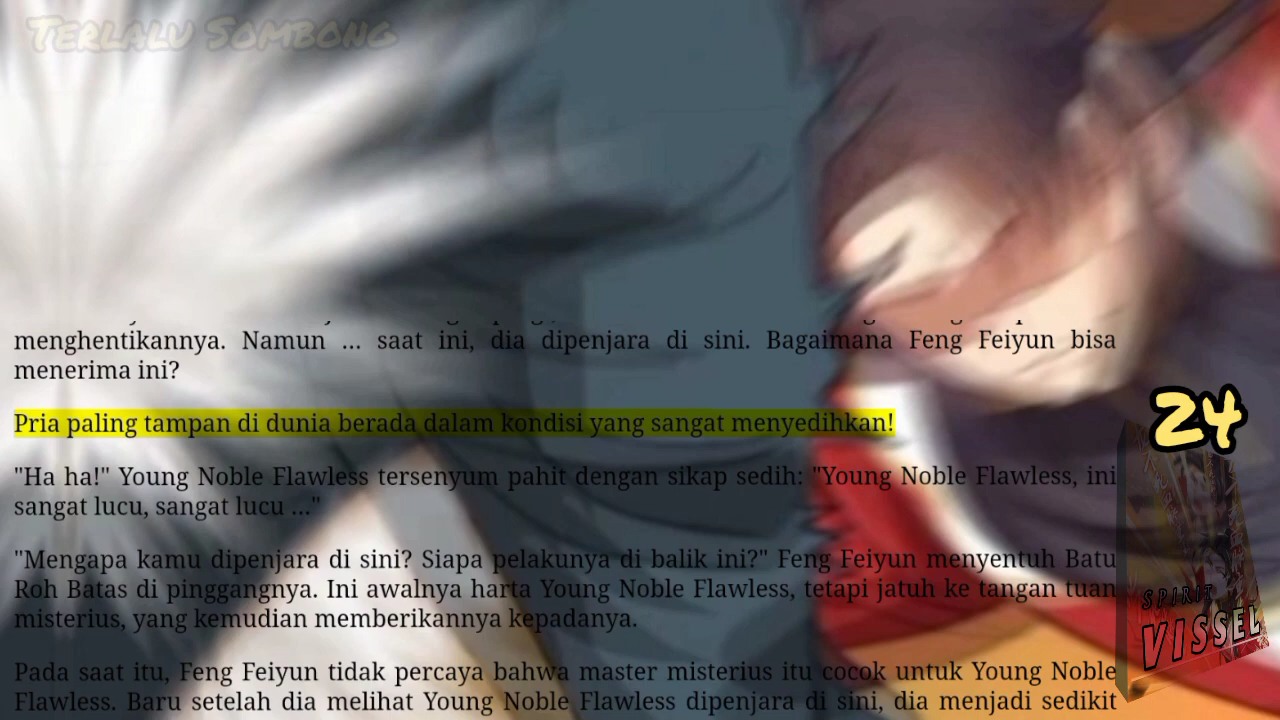 TERLALU SOMBONG
menghentikannya. Namun ... saat ini, dia dipenjara di sini. Bagaimana Feng Feiyun bisa
menerima ini?
Pria paling tampan di dunia berada dalam kondisi yang sangat menyedihkan!
"Ha ha!" Young Noble Flawless tersenyum pahit dengan sikap sedih: "Young Noble Flawless, ini
sangat lucu, sangat lucu ..."
"Mengapa kamu dipenjara di sini? Siapa pelakunya di balik ini?" Feng Feiyun menyentuh Batu
Roh Batas di pinggangnya. Ini awalnya harta Young Noble Flawless, tetapi jatuh ke tangan tuan
misterius, yang kemudian memberikannya kepadanya.
Pada saat itu, Feng Feiyun tidak percaya bahwa master misterius itu cocok untuk Young Noble
Flawless. Baru setelah dia melihat Young Noble Flawless dipenjara di sini, dia menjadi sedikit
24
SPIRIT
VISSEL